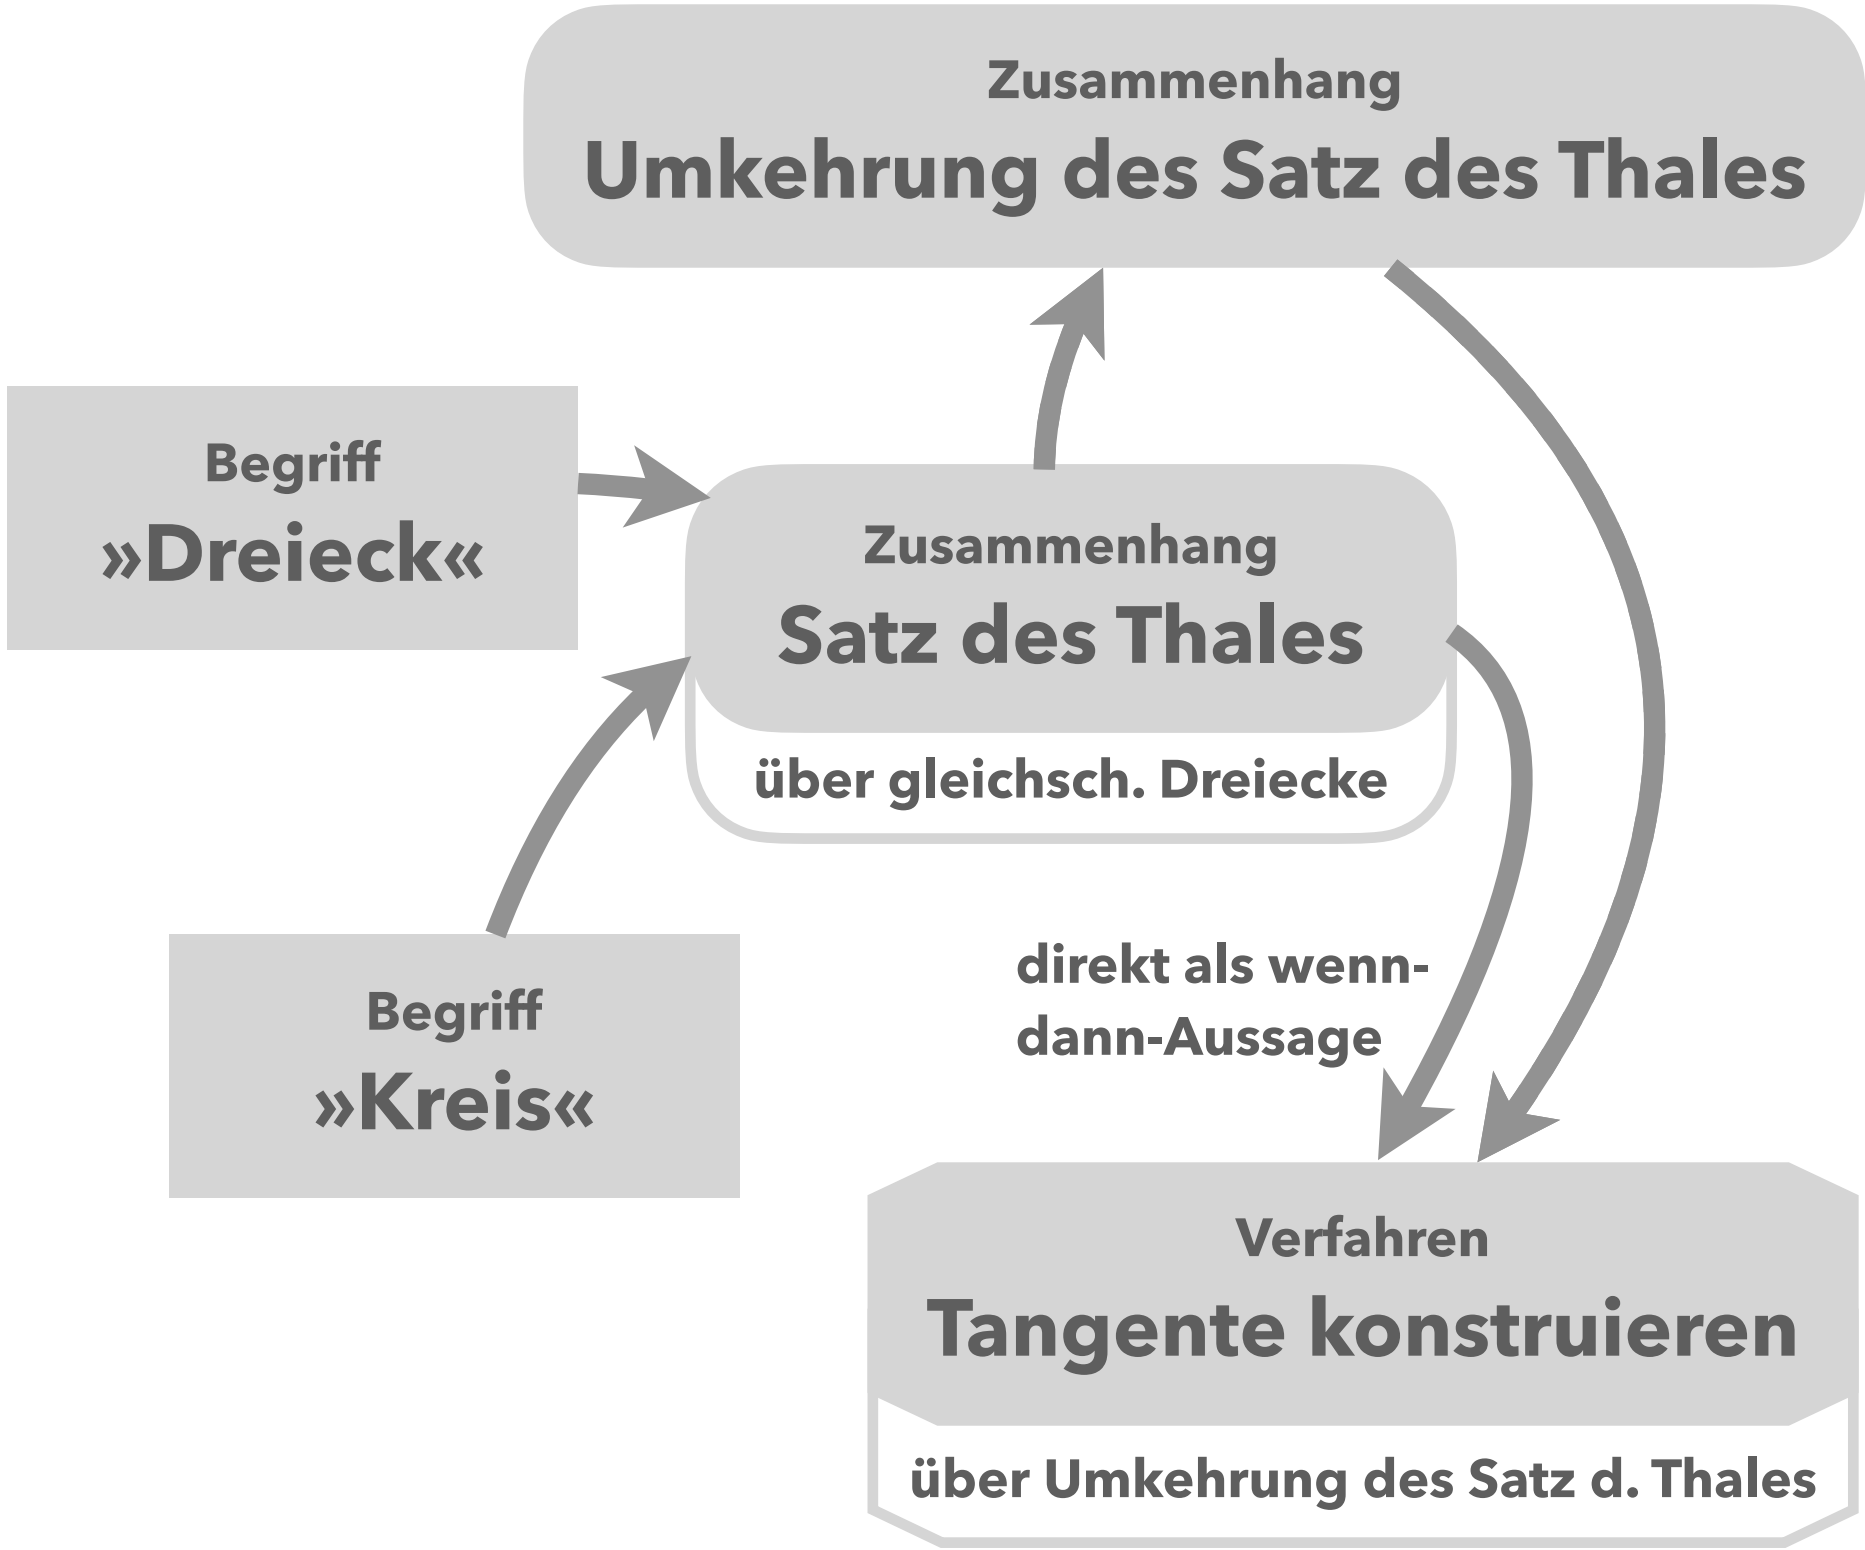 Zusammenhang
Umkehrung des Satz des Thales
Begriff
»Dreieck«
Zusammenhang
Satz des Thales
über gleichsch. Dreiecke
direkt als wenn-
dann-Aussage
Begriff
»Kreis«
Verfahren
Tangente konstruieren
über Umkehrung des Satz d. Thales